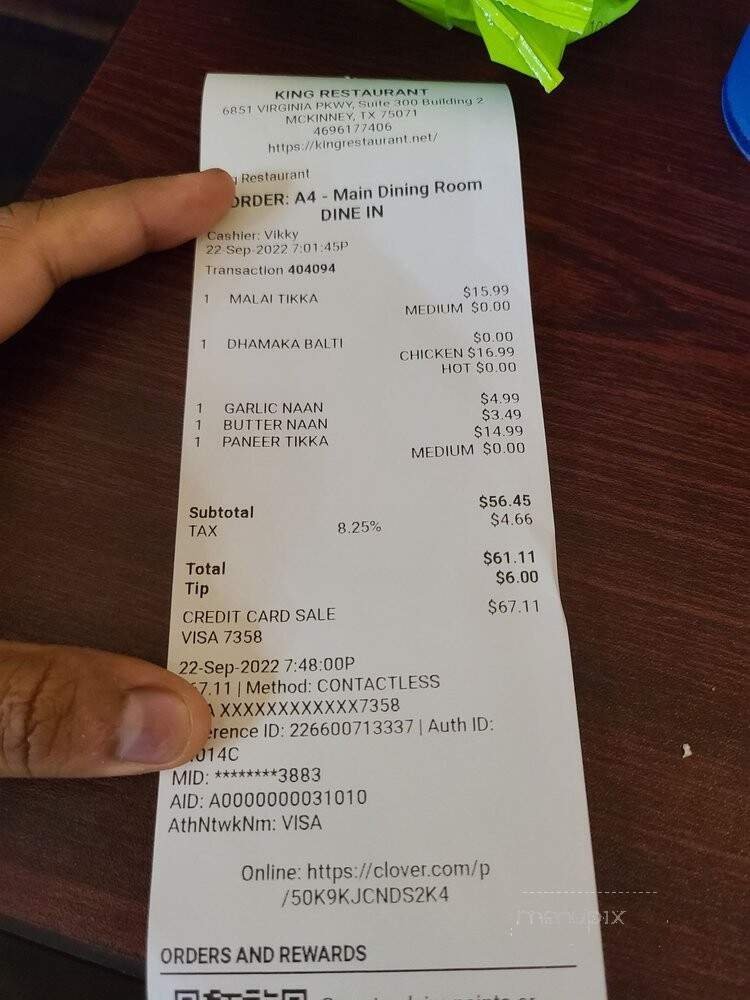 KING RESTAURANT
6851 VIRGINIA PKWY, Suite 300 Building 2
MCKINNEY, TX 75071
4696177406
https://kingrestaurant.net/
Restaurant
ORDER: A4 - Main Dining Room
DINE IN
Cashier: Vikky
22-Sep-2022 7:01:45P
Transaction 404094
1 MALAI TIKKA $15.99
MEDIUM $0.00
1 DHAMAKA BALTI $0.00
CHICKEN $16.99
HOT $0.00
1 GARLIC NAAN $4.99
1 BUTTER NAAN $3.49
1 PANEER TIKKA $14.99
MEDIUM $0.00
Subtotal $56.45
TAX 8.25% $4.66
Total $61.11
Tip $6.00
CREDIT CARD SALE $67.11
VISA 7358
22-Sep-2022 7:48:00P
67.11 | Method: CONTACTLESS
A XXXXXXXXXXXX7358
erence ID: 226600713337 | Auth ID:
014C
MID: ********3883
AID: A0000000031010
AthNtwkNm: VISA
Online: https://clover.com/p
/50K9KJCNDS2K4
ORDERS AND REWARDS
menupix